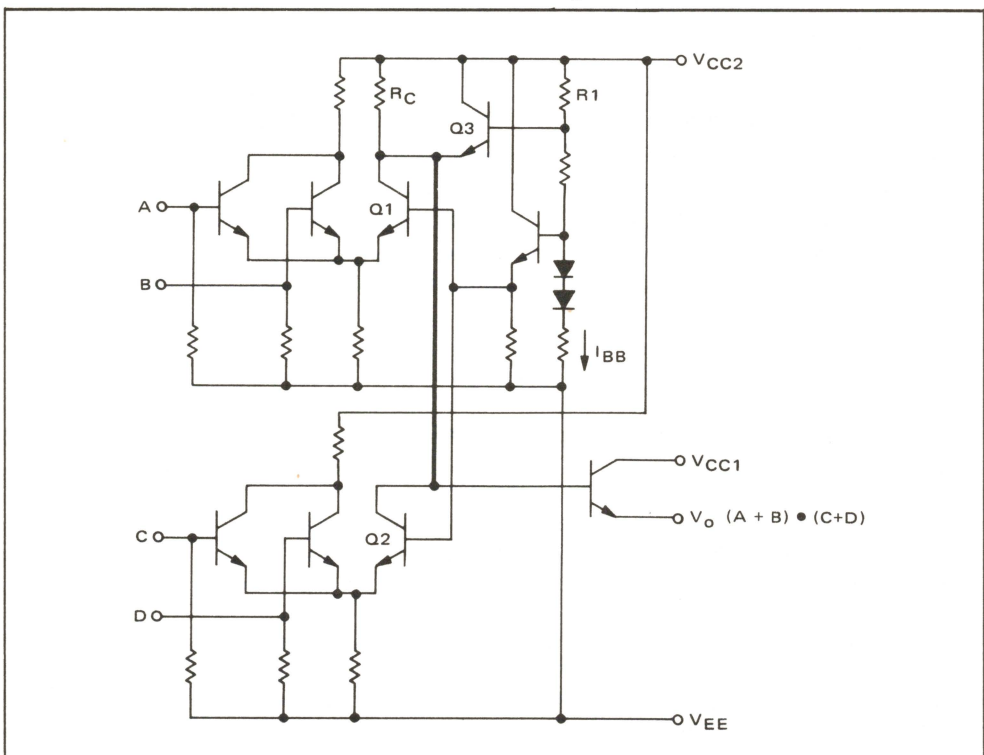 VCC2
RC
R1
Q3
A
Q1
B
IBB
VCC1
Vo (A + B) • (C+D)
C
Q2
D
VEE